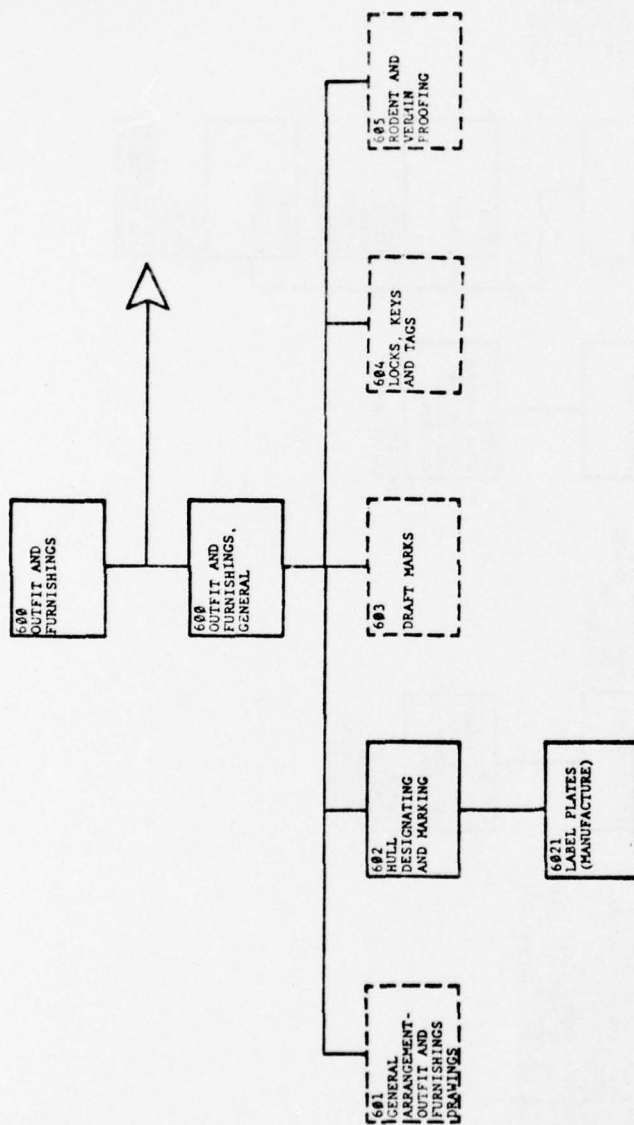 600
OUTFIT AND
FURNISHINGS
600
OUTFIT AND
FURNISHINGS,
GENERAL
601
GENERAL
ARRANGEMENT-
OUTFIT AND
FURNISHINGS
DRAWINGS
602
HULL
DESIGNATING
AND MARKING
603
DRAFT MARKS
604
LOCKS, KEYS
AND TAGS
605
RODENT AND
VERMIN
PROOFING
6021
LABEL PLATES
(MANUFACTURE)